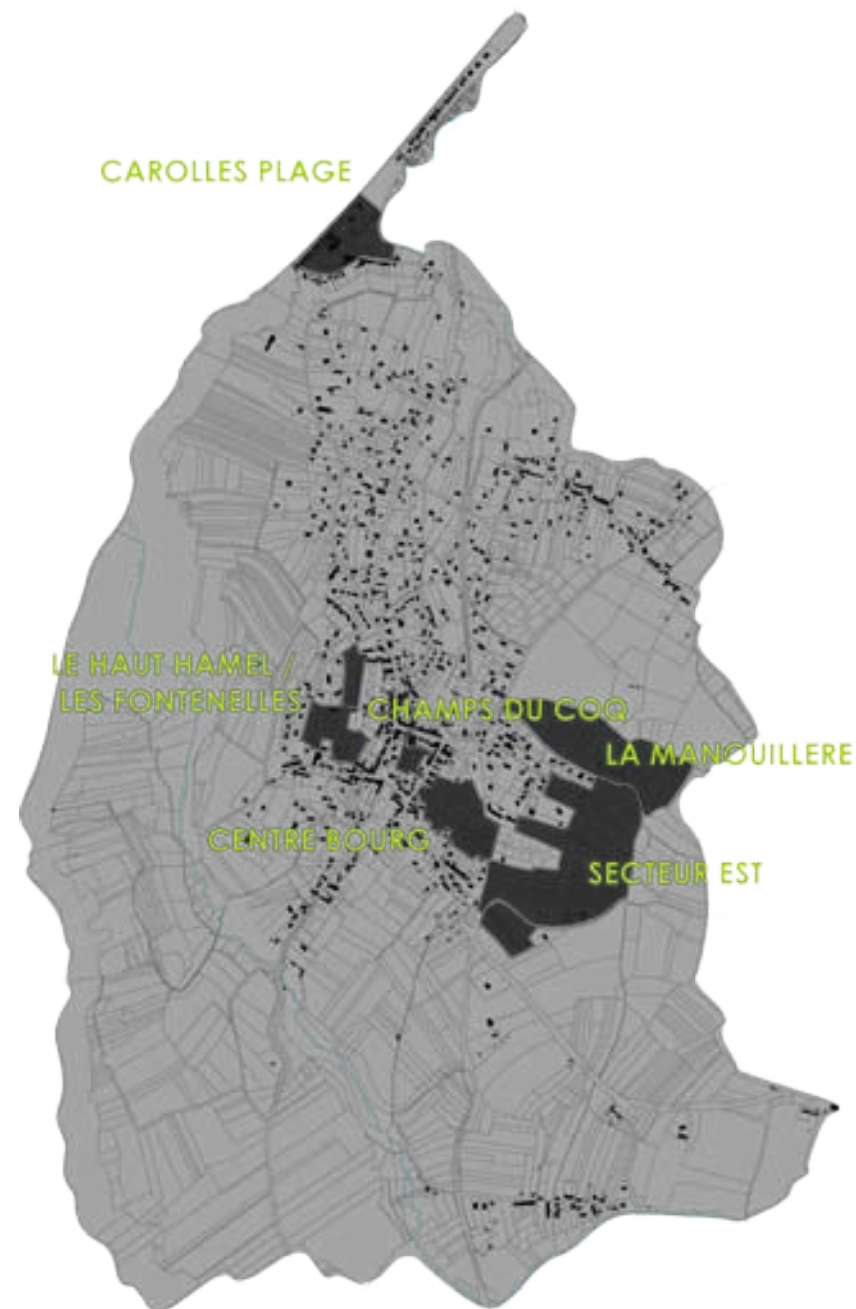 CAROLLES PLAGE
LE HAUT HAMEL /
LES FONTENELLES
CHAMPS DU COQ
LA MANOUILLERE
CENTRE BOURG
SECTEUR EST